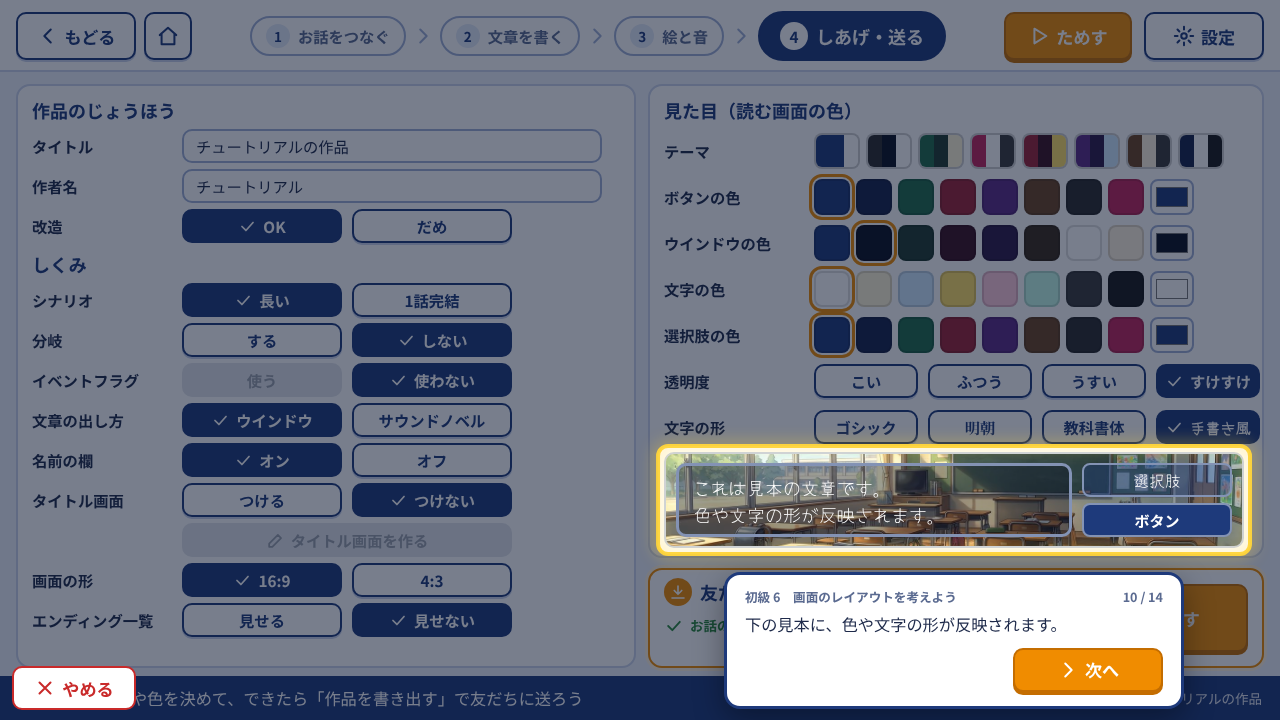 もどる
1 お話をつなぐ
2 文章を書く
3 絵と音
4 しあげ・送る
ためす
設定
作品のじょうほう
タイトル チュートリアルの作品
作者名 チュートリアル
改造 OK だめ
しくみ
シナリオ 長い 1話完結
分岐 する しない
イベントフラグ 使う 使わない
文章の出し方 ウインドウ サウンドノベル
名前の欄 オン オフ
タイトル画面 つける つけない
タイトル画面を作る
画面の形 16:9 4:3
エンディング一覧 見せる 見せない
見た目（読む画面の色）
テーマ
ボタンの色
ウインドウの色
文字の色
選択肢の色
透明度 こい ふつう うすい すけすけ
文字の形 ゴシック 明朝 教科書体 手書き風
これは見本の文章です。
色や文字の形が反映されます。
選択肢
ボタン
友
お話の
す
初級 6 画面のレイアウトを考えよう 10 / 14
下の見本に、色や文字の形が反映されます。
次へ
やめる
や色を決めて、できたら「作品を書き出す」で友だちに送ろう
リアルの作品